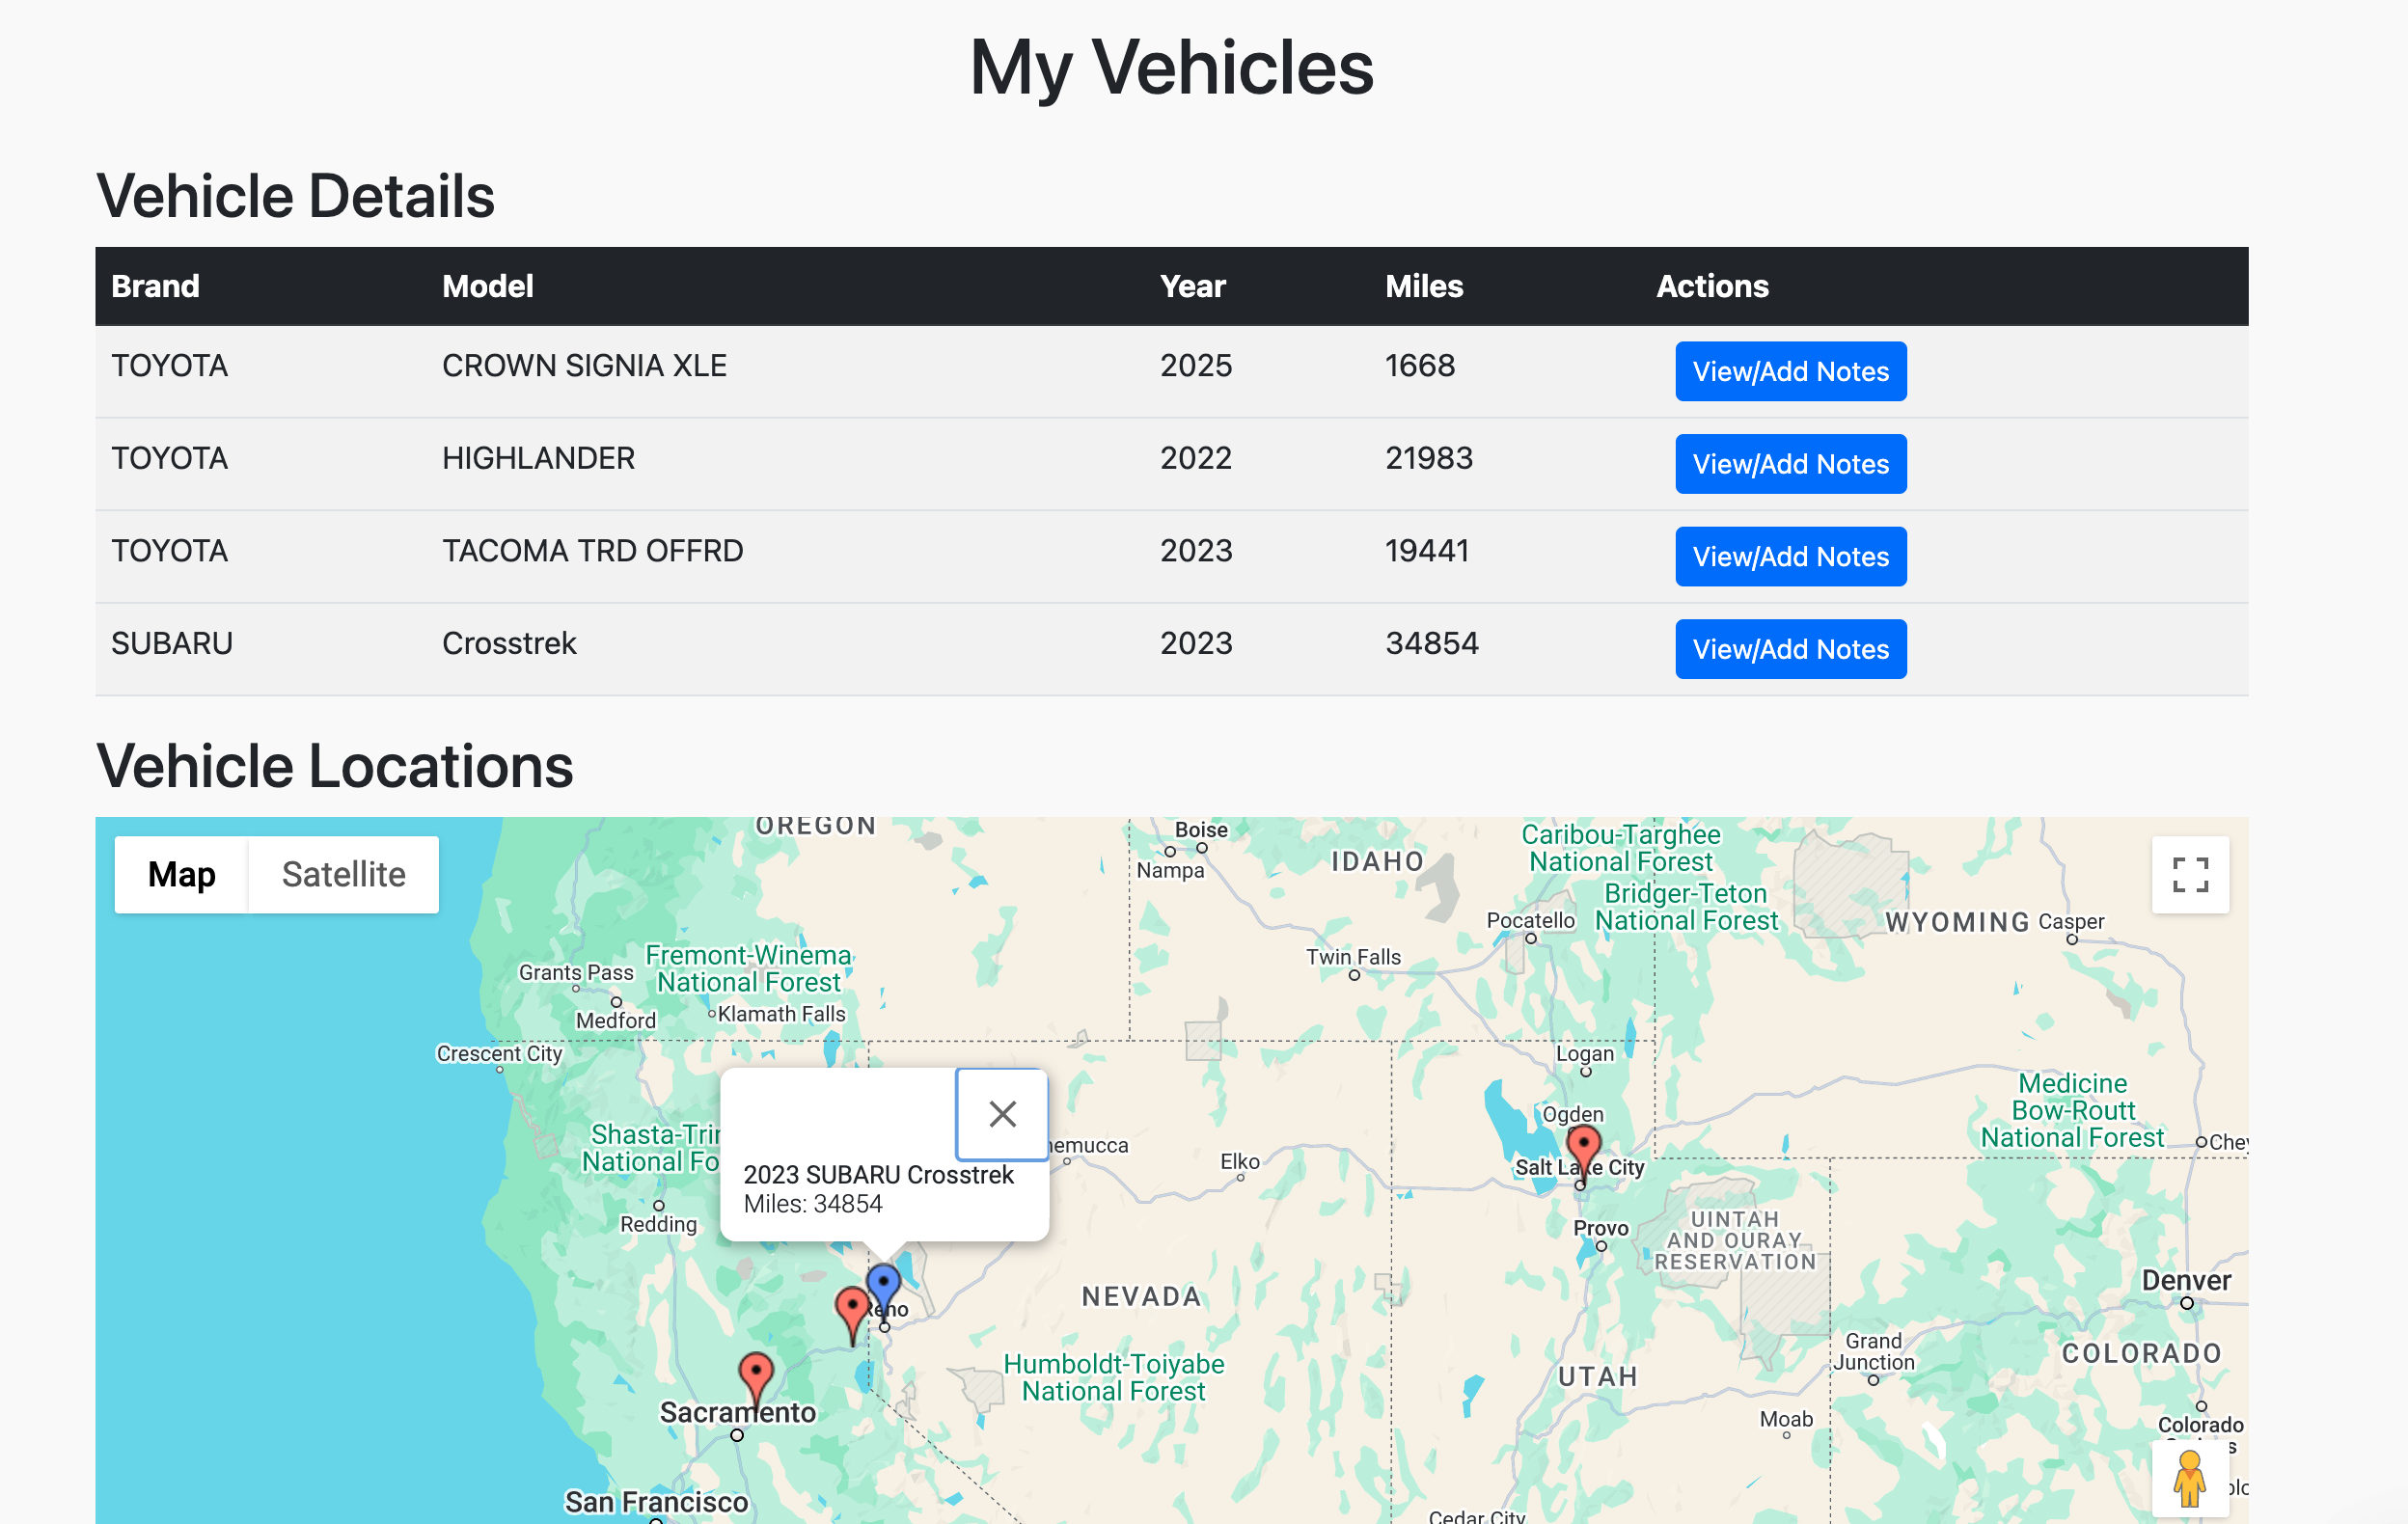 My Vehicles
Vehicle Details
Brand Model Year Miles Actions
TOYOTA CROWN SIGNIA XLE 2025 1668 View/Add Notes
TOYOTA HIGHLANDER 2022 21983 View/Add Notes
TOYOTA TACOMA TRD OFFRD 2023 19441 View/Add Notes
SUBARU Crosstrek 2023 34854 View/Add Notes
Vehicle Locations
Map Satellite
OREGON
Boise
Nampa
IDAHO
Caribou-Targhee
National Forest
Bridger-Teton
National Forest
Pocatello
WYOMING
Casper
Twin Falls
Fremont-Winema
National Forest
Grants Pass
Medford
Klamath Falls
Crescent City
Logan
Ogden
Medicine
Bow-Routt
National Forest
Shasta-Tri
National Fo
2023 SUBARU Crosstrek
Miles: 34854
nemucca
Elko
Salt Lake City
Chey
Redding
Provo
UINTAH
AND OURAY
RESERVATION
Reno
NEVADA
Denver
Grand
Junction
COLORADO
Humboldt-Toiyabe
National Forest
UTAH
Sacramento
Moab
Colorado
San Francisco
Cedar City